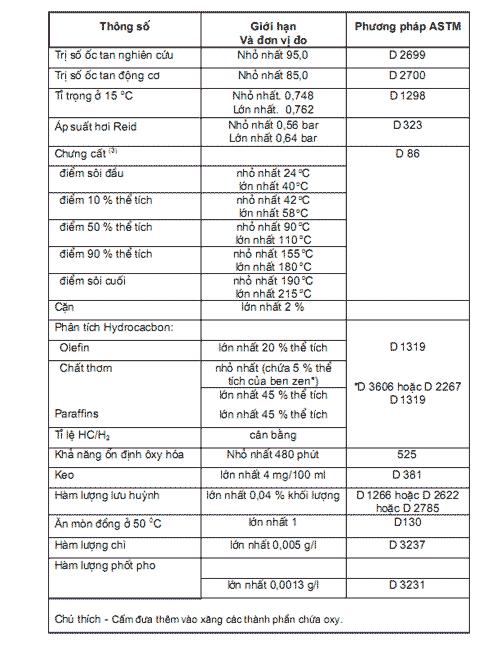 Thông số Giới hạn Phương pháp ASTM
Và đơn vị đo
Trị số ốc tan nghiên cứu Nhỏ nhất 95,0 D 2699
Trị số ốc tan động cơ Nhỏ nhất 85,0 D 2700
Tỉ trọng ở 15 °C Nhỏ nhất. 0,748 D 1298
Lớn nhất. 0,762
Áp suất hơi Reid Nhỏ nhất 0,56 bar D 323
Lớn nhất 0,64 bar
Chưng cất (3) D 86
điểm sôi đầu nhỏ nhất 24 °C
lớn nhất 40 °C
điểm 10 % thể tích nhỏ nhất 42 °C
lớn nhất 58 °C
điểm 50 % thể tích nhỏ nhất 90 °C
lớn nhất 110 °C
điểm 90 % thể tích nhỏ nhất 155 °C
lớn nhất 180 °C
điểm sôi cuối nhỏ nhất 190 °C
lớn nhất 215 °C
Cặn lớn nhất 2 %
Phân tích Hydrocacbon:
Olefin lớn nhất 20 % thể tích D 1319
Chất thơm nhỏ nhất (chứa 5 % thể
tích của ben zen*) *D 3606 hoặc D 2267
lớn nhất 45 % thể tích D 1319
Paraffins lớn nhất 45 % thể tích
Tỉ lệ HC/H₂ cân bằng
Khả năng ổn định ôxy hóa Nhỏ nhất 480 phút 525
Keo lớn nhất 4 mg/100 ml D 381
Hàm lượng lưu huỳnh lớn nhất 0,04 % khối lượng D 1266 hoặc D 2622
hoặc D 2785
Ăn mòn đồng ở 50 °C lớn nhất 1 D130
Hàm lượng chì lớn nhất 0,005 g/l D 3237
Hàm lượng phốt pho
lớn nhất 0,0013 g/l D 3231
Chú thích - Cấm đưa thêm vào xăng các thành phần chứa oxy.